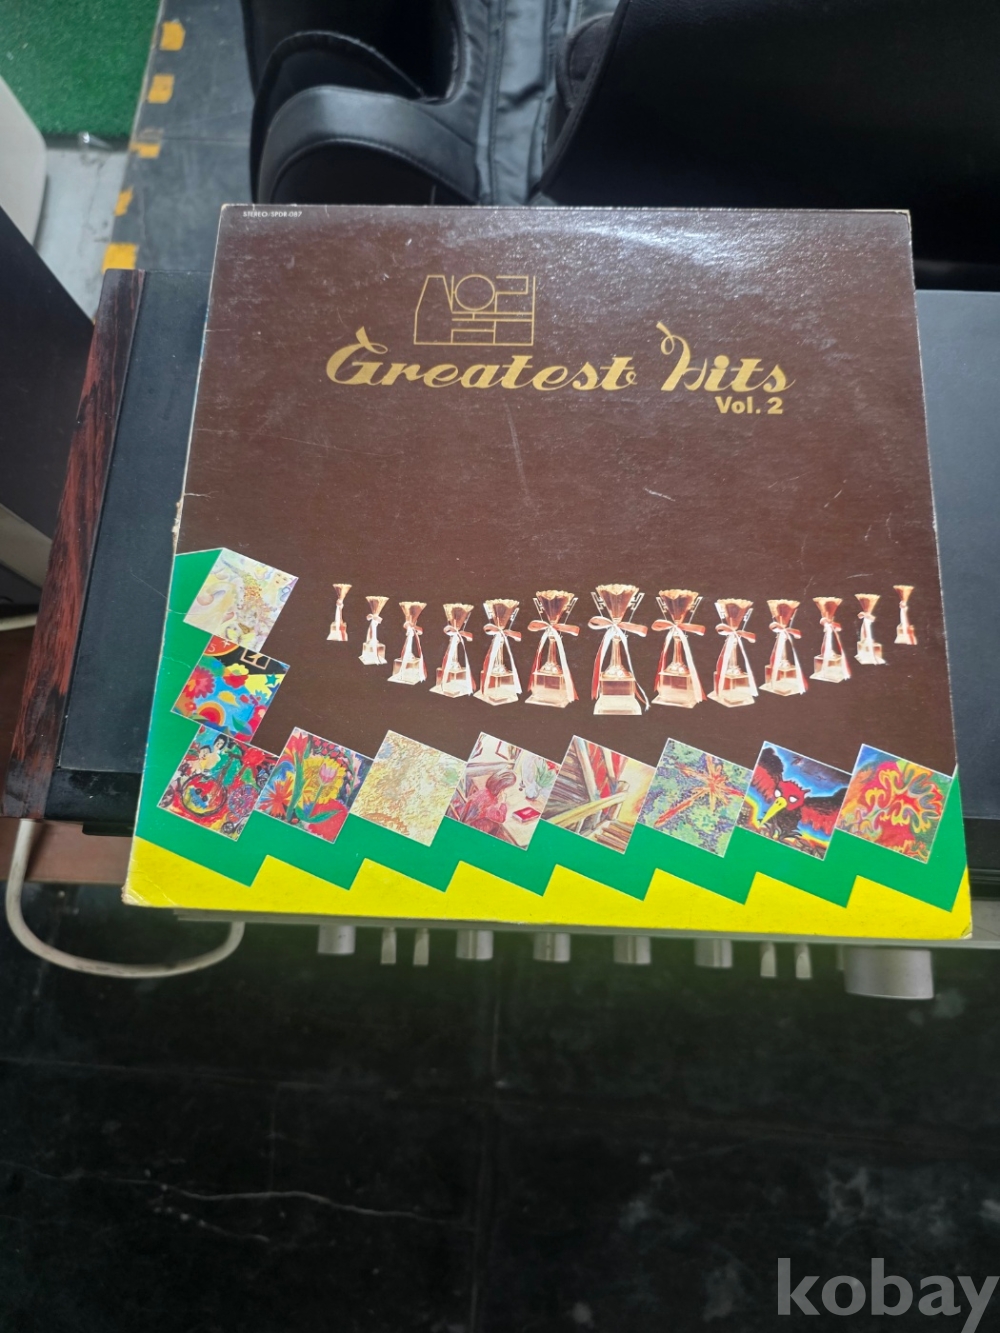 STEREO-SPDR-087
산울림
Greatest Hits
Vol. 2
kobay